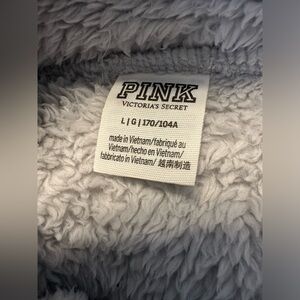 PINK
VICTORIA'S SECRET
L | G | 170/104A
made in Vietnam/fabriqué au
Vietnam/hecho en Vietnam/
fabbricato in Vietnam/ 越南制造